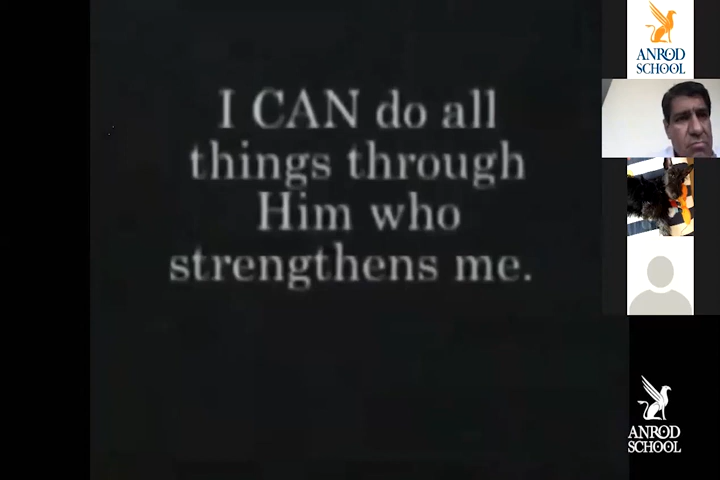 I CAN do all
things through
Him who
strengthens me.
ANROD
SCHOOL
ANROD
SCHOOL